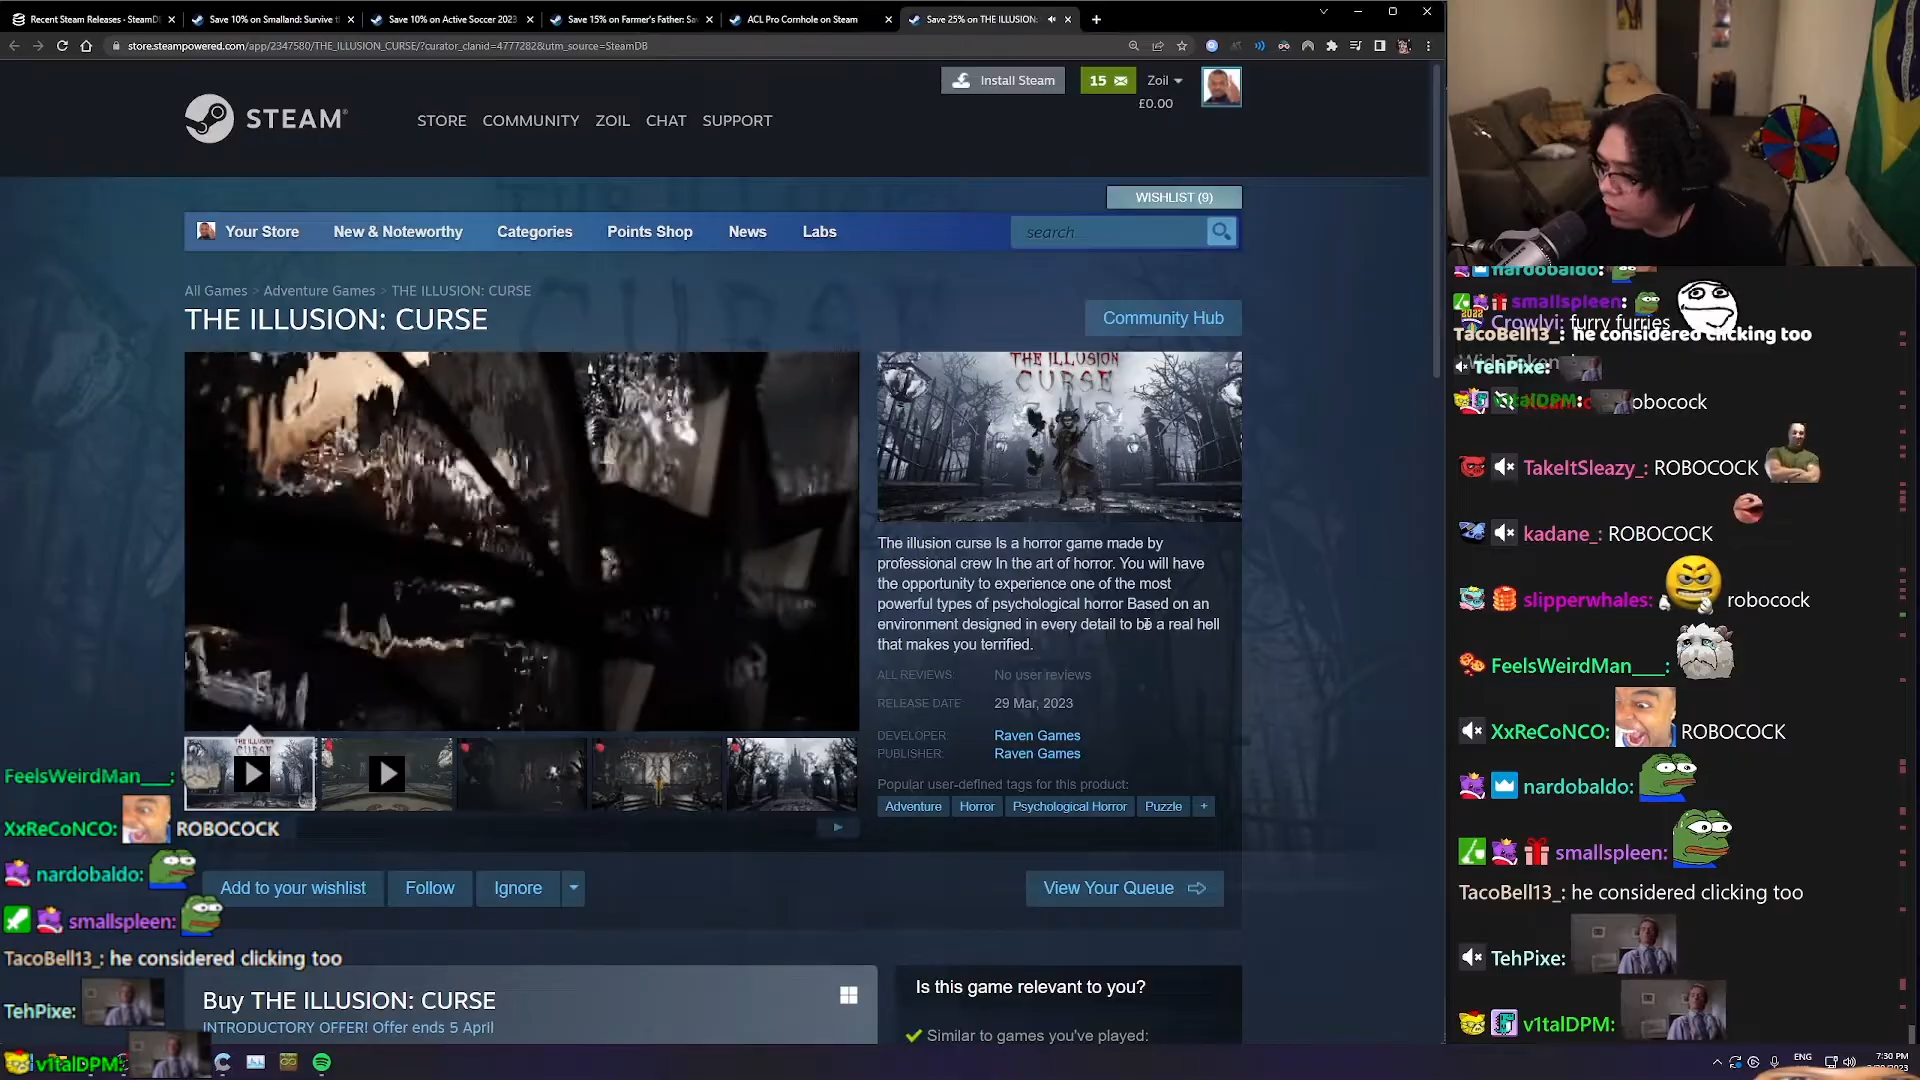 Recent Steam Releases - SteamD
Save 10% on Smalland: Survive t
Save 10% on Active Soccer 2023
Save 15% on Farmer's Father: Sa
ACL Pro Cornhole on Steam
Save 25% on THE ILLUSION:
store.steampowered.com/app/2347580/THE_ILLUSION_CURSE/?curator_clanid=4777282&utm_source=SteamDB
Install Steam
15
Zoil
£0.00
STEAM
STORE COMMUNITY ZOIL CHAT SUPPORT
WISHLIST (9)
Your Store New & Noteworthy Categories Points Shop News Labs
search
All Games > Adventure Games > THE ILLUSION: CURSE
THE ILLUSION: CURSE
Community Hub
THE ILLUSION
CURSE
The illusion curse Is a horror game made by
professional crew In the art of horror. You will have
the opportunity to experience one of the most
powerful types of psychological horror Based on an
environment designed in every detail to be a real hell
that makes you terrified.
ALL REVIEWS: No user reviews
RELEASE DATE: 29 Mar, 2023
DEVELOPER: Raven Games
PUBLISHER: Raven Games
Popular user-defined tags for this product:
Adventure Horror Psychological Horror Puzzle +
Add to your wishlist Follow Ignore
View Your Queue
Buy THE ILLUSION: CURSE
INTRODUCTORY OFFER! Offer ends 5 April
Is this game relevant to you?
Similar to games you've played:
FeelsWeirdMan___:
XxReCoNCO: ROBOCOCK
nardobaldo:
smallspleen:
TacoBell13_: he considered clicking too
TehPixe:
v1talDPM:
nardobaldo:
smallspleen:
Crowlyi: furry furries
TacoBell13_: he considered clicking too
TehPixe:
v1talDPM: obocock
TakeItSleazy_: ROBOCOCK
kadane_: ROBOCOCK
slipperwhales: robocock
FeelsWeirdMan___:
XxReCoNCO: ROBOCOCK
nardobaldo:
smallspleen:
TacoBell13_: he considered clicking too
TehPixe:
v1talDPM:
ENG
7:30 PM